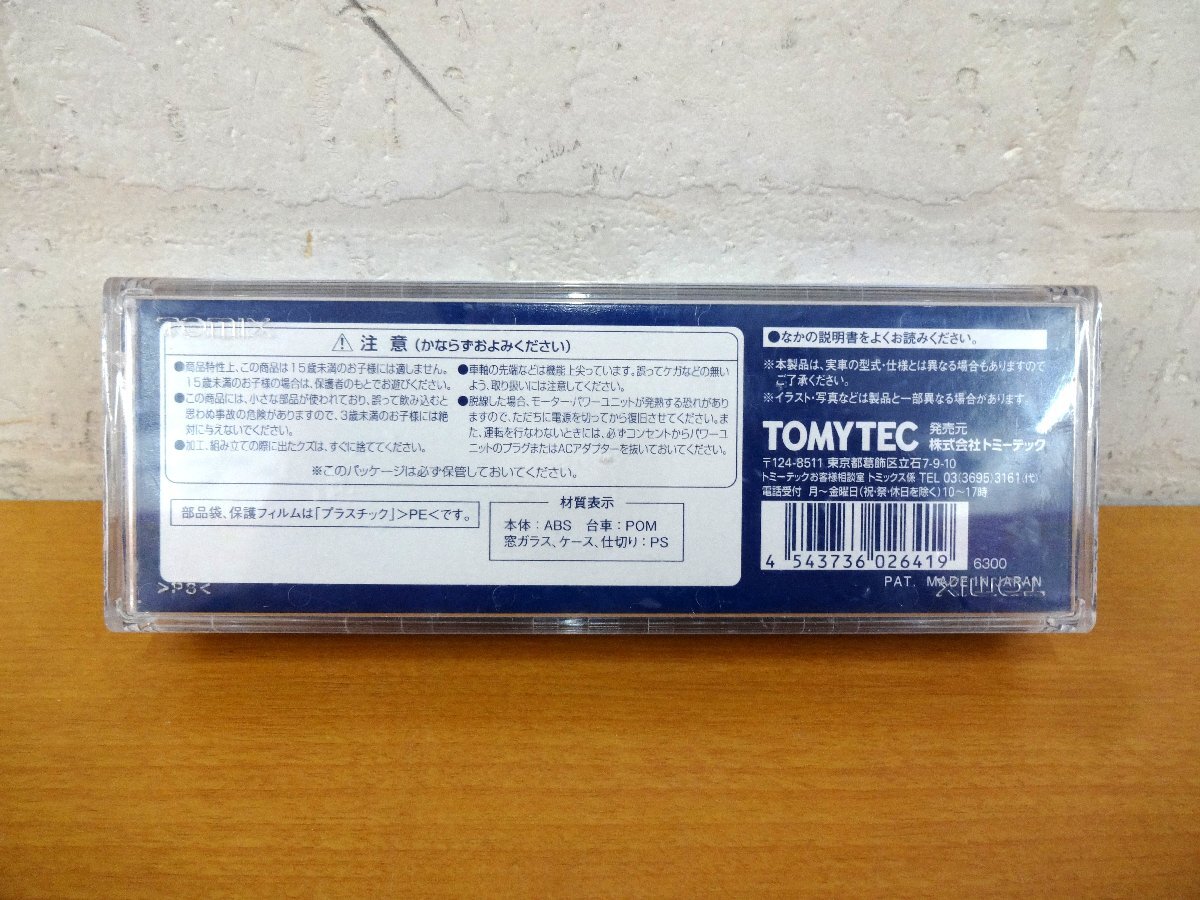 TOMIX
⚠ 注 意 (かならずおよみください)
●商品特性上、この商品は15歳未満のお子様には適しません。
15歳未満のお子様の場合は、保護者のもとでお遊びください。
●この商品には、小さな部品が使われており、誤って飲み込むと
思わぬ事故の危険がありますので、3歳未満のお子様には絶
対に与えないでください。
●加工、組み立ての際に出たクズは、すぐに捨ててください。
●車軸の先端などは機能上尖っています。誤ってケガなどの無い
よう、取り扱いには注意してください。
●脱線した場合、モーター・パワーユニットが発熱する恐れがあり
ますので、ただちに電源を切ってから復旧させてください。ま
た、運転を行なわないときには、必ずコンセントからパワーユ
ニットのプラグまたはACアダプターを抜いておいてください。
※このパッケージは必ず保管しておいてください。
部品袋、保護フィルムは「プラスチック」>PE<です。
材質表示
本体:ABS 台車:POM
窓ガラス、ケース、仕切り:PS
>PS<
●なかの説明書をよくお読みください。
※本製品は、実車の型式・仕様とは異なる場合もありますので
ご了承ください。
※イラスト・写真などは製品と一部異なる場合があります。
TOMYTEC 発売元 株式会社トミーテック
〒124-8511 東京都葛飾区立石7-9-10
トミーテックお客様相談室 トミックス係 TEL 03(3695)3161(代)
電話受付 月〜金曜日(祝・祭・休日を除く)10〜17時
4 543736 026419
6300
PAT. MADE IN JAPAN
TOMIX